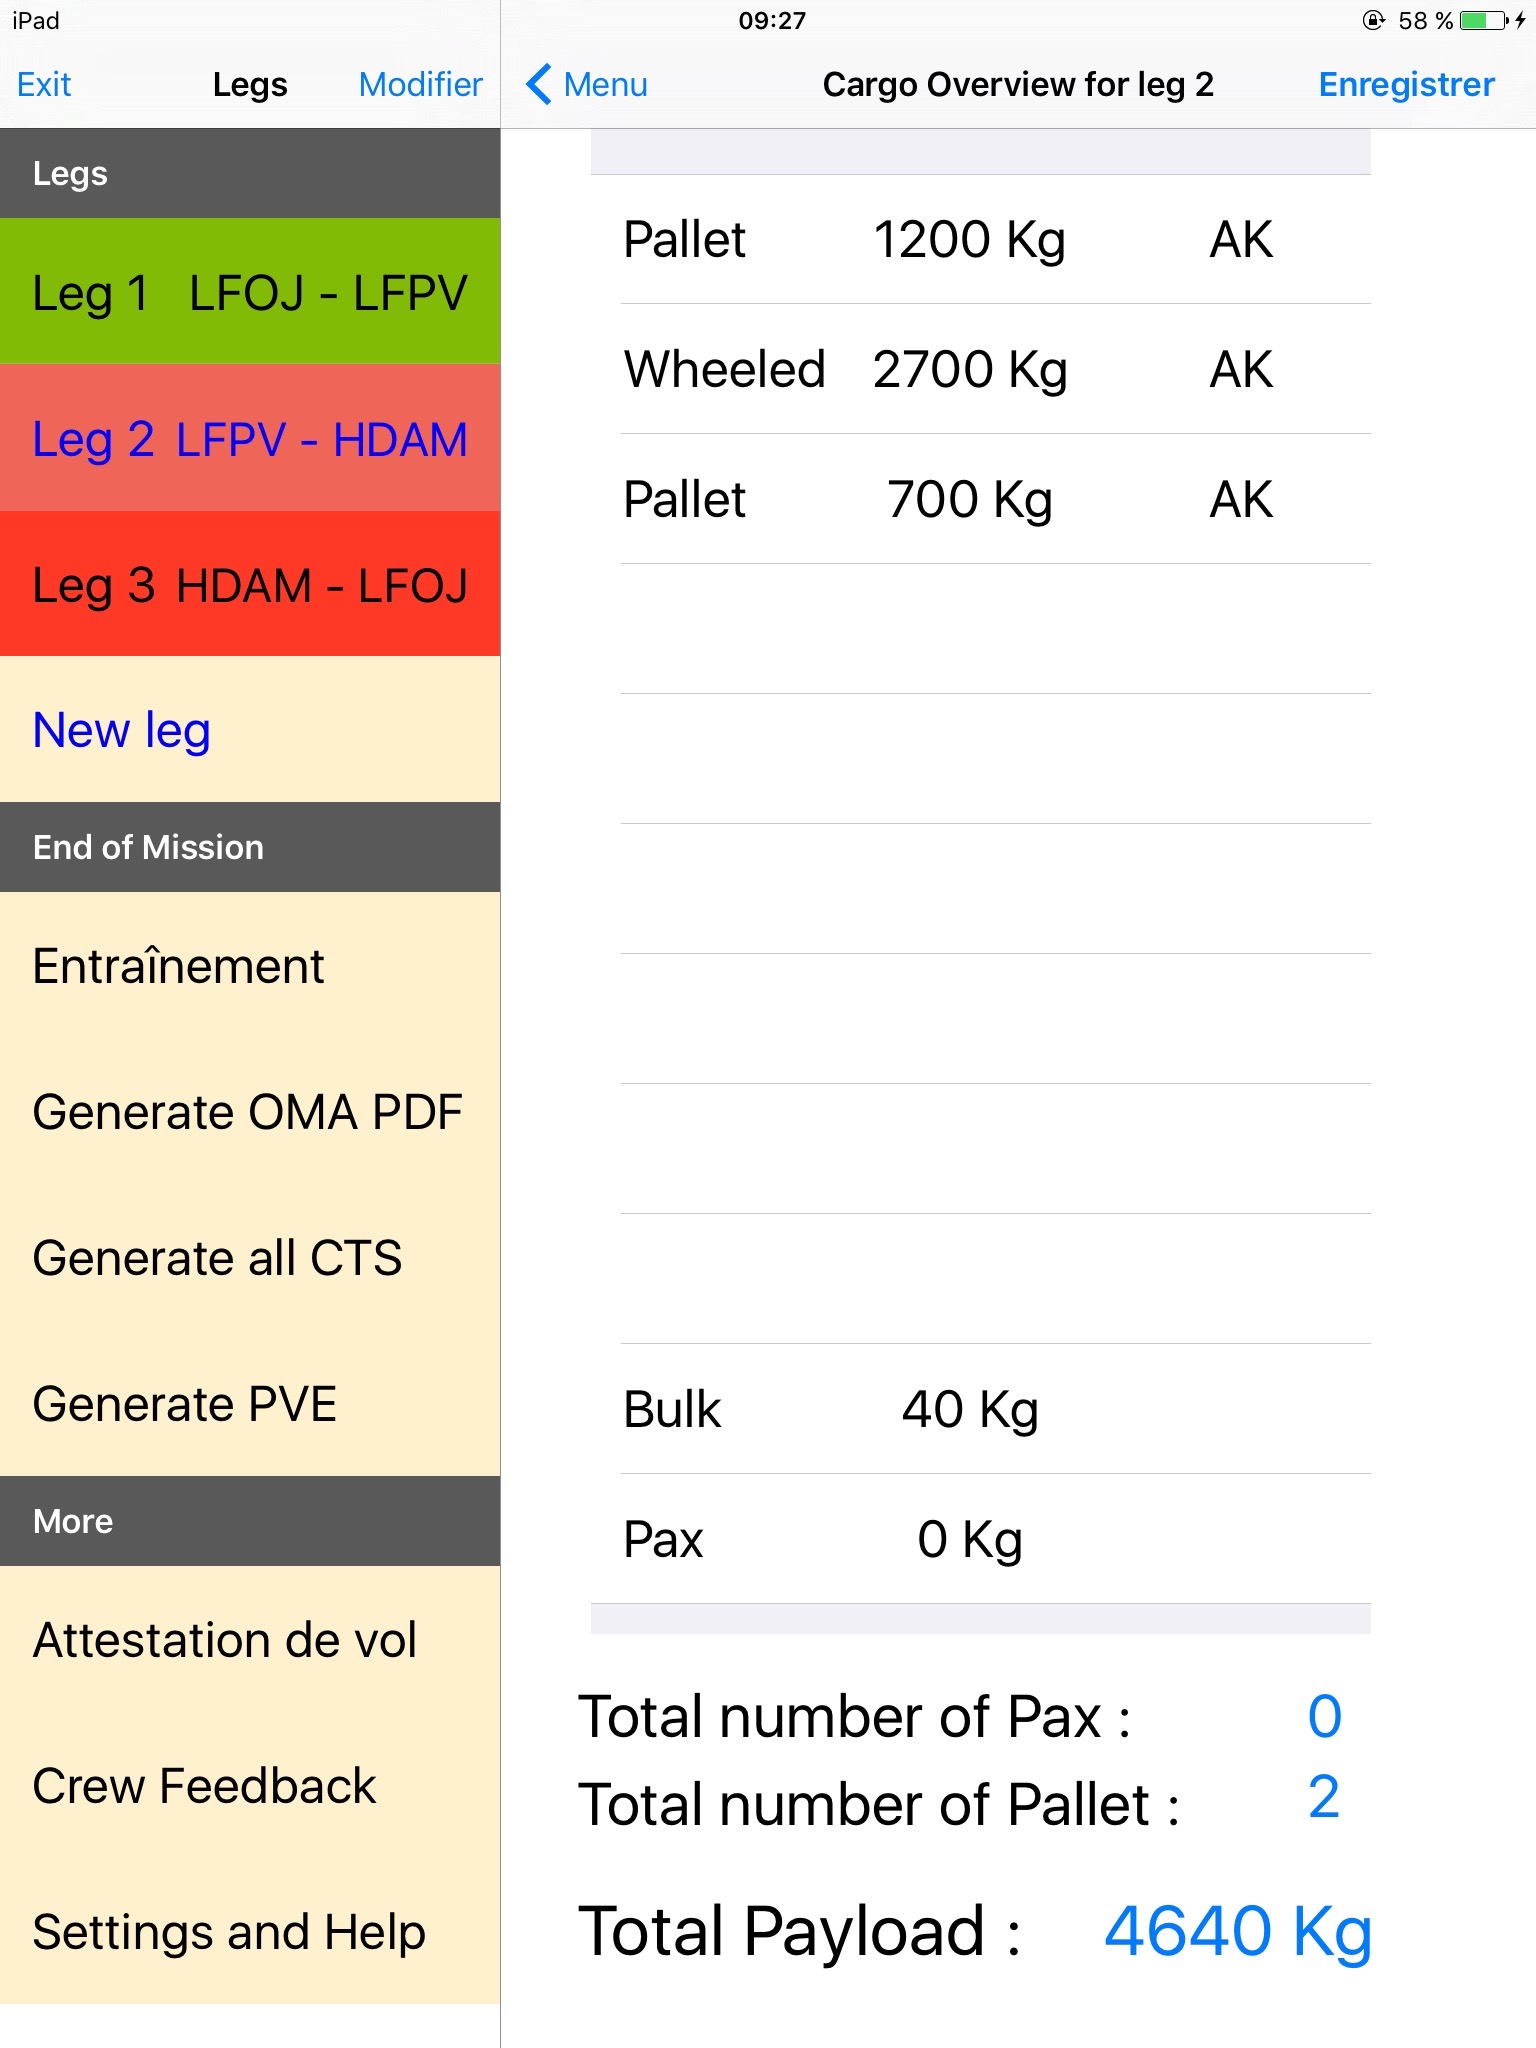 iPad
09:27
58 %
Exit
Legs
Modifier
Menu
Cargo Overview for leg 2
Enregistrer
Legs
Leg 1 LFOJ - LFPV
Leg 2 LFPV - HDAM
Leg 3 HDAM - LFOJ
New leg
End of Mission
Entraînement
Generate OMA PDF
Generate all CTS
Generate PVE
More
Attestation de vol
Crew Feedback
Settings and Help
Pallet 1200 Kg AK
Wheeled 2700 Kg AK
Pallet 700 Kg AK
Bulk 40 Kg
Pax 0 Kg
Total number of Pax : 0
Total number of Pallet : 2
Total Payload : 4640 Kg